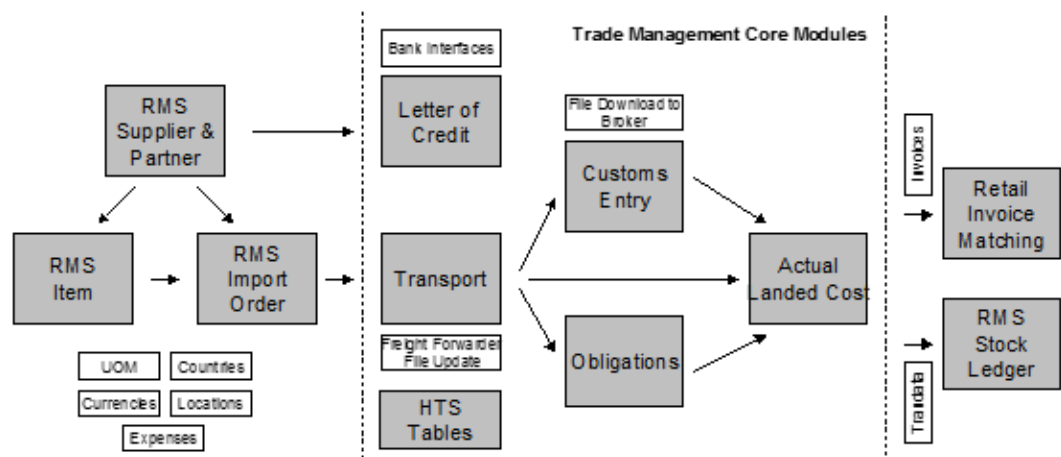 Trade Management Core Modules
Bank Interfaces
RMS
Supplier &
Partner
Letter of
Credit
File Download to
Broker
Customs
Entry
Invoices
Retail
Invoice
Matching
RMS
Item
RMS
Import
Order
Transport
Actual
Landed Cost
Freight Forwarder
File Update
Obligations
RMS
Stock
Ledger
UOM
Countries
Currencies
Locations
Expenses
HTS
Tables
Trandata